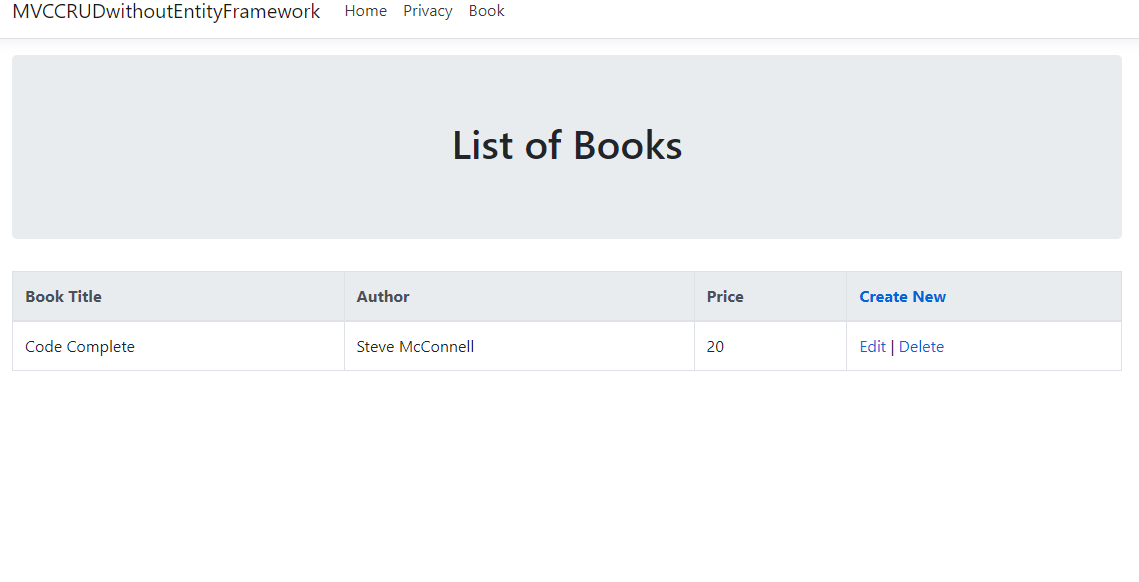 MVCCRUDwithoutEntityFramework Home Privacy Book
List of Books
Book Title Author Price Create New
Code Complete Steve McConnell 20 Edit | Delete